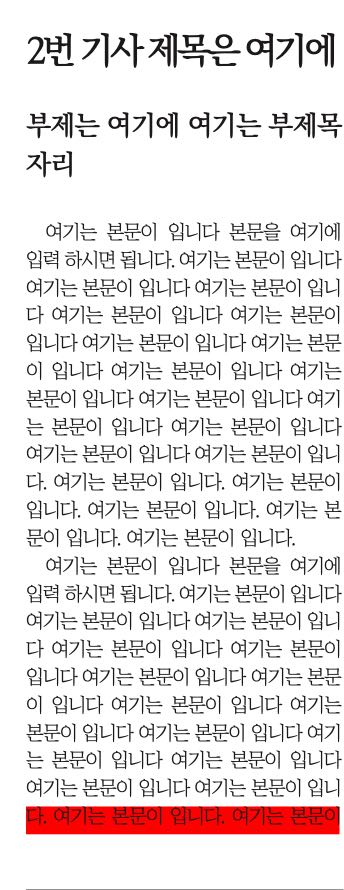 2번 기사 제목은 여기에
부제는 여기에 여기는 부제목
자리
여기는 본문이 입니다 본문을 여기에
입력 하시면 됩니다. 여기는 본문이 입니다
여기는 본문이 입니다 여기는 본문이 입니
다 여기는 본문이 입니다 여기는 본문이
입니다 여기는 본문이 입니다 여기는 본문
이 입니다 여기는 본문이 입니다 여기는
본문이 입니다 여기는 본문이 입니다 여기
는 본문이 입니다 여기는 본문이 입니다
여기는 본문이 입니다 여기는 본문이 입니
다. 여기는 본문이 입니다. 여기는 본문이
입니다. 여기는 본문이 입니다. 여기는 본
문이 입니다. 여기는 본문이 입니다.
여기는 본문이 입니다 본문을 여기에
입력 하시면 됩니다. 여기는 본문이 입니다
여기는 본문이 입니다 여기는 본문이 입니
다 여기는 본문이 입니다 여기는 본문이
입니다 여기는 본문이 입니다 여기는 본문
이 입니다 여기는 본문이 입니다 여기는
본문이 입니다 여기는 본문이 입니다 여기
는 본문이 입니다 여기는 본문이 입니다
여기는 본문이 입니다 여기는 본문이 입니
다. 여기는 본문이 입니다. 여기는 본문이